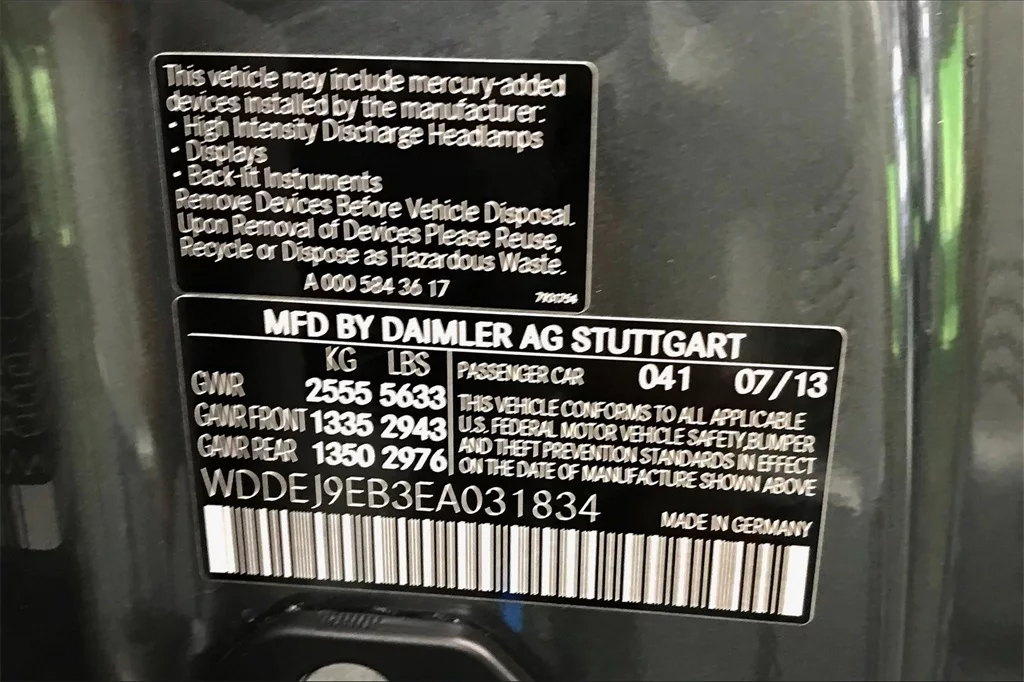 This vehicle may include mercury-added
devices installed by the manufacturer:
• High Intensity Discharge Headlamps
• Displays
• Back-lit Instruments
Remove Devices Before Vehicle Disposal.
Upon Removal of Devices Please Reuse,
Recycle or Dispose as Hazardous Waste.
A 000 584 36 17
MFD BY DAIMLER AG STUTTGART
KG LBS
GVWR 2555 5633
GAWR FRONT 1335 2943
GAWR REAR 1350 2976
PASSENGER CAR 041 07/13
THIS VEHICLE CONFORMS TO ALL APPLICABLE
U.S. FEDERAL MOTOR VEHICLE SAFETY,BUMPER
AND THEFT PREVENTION STANDARDS IN EFFECT
ON THE DATE OF MANUFACTURE SHOWN ABOVE
WDDEJ9EB3EA031834
MADE IN GERMANY